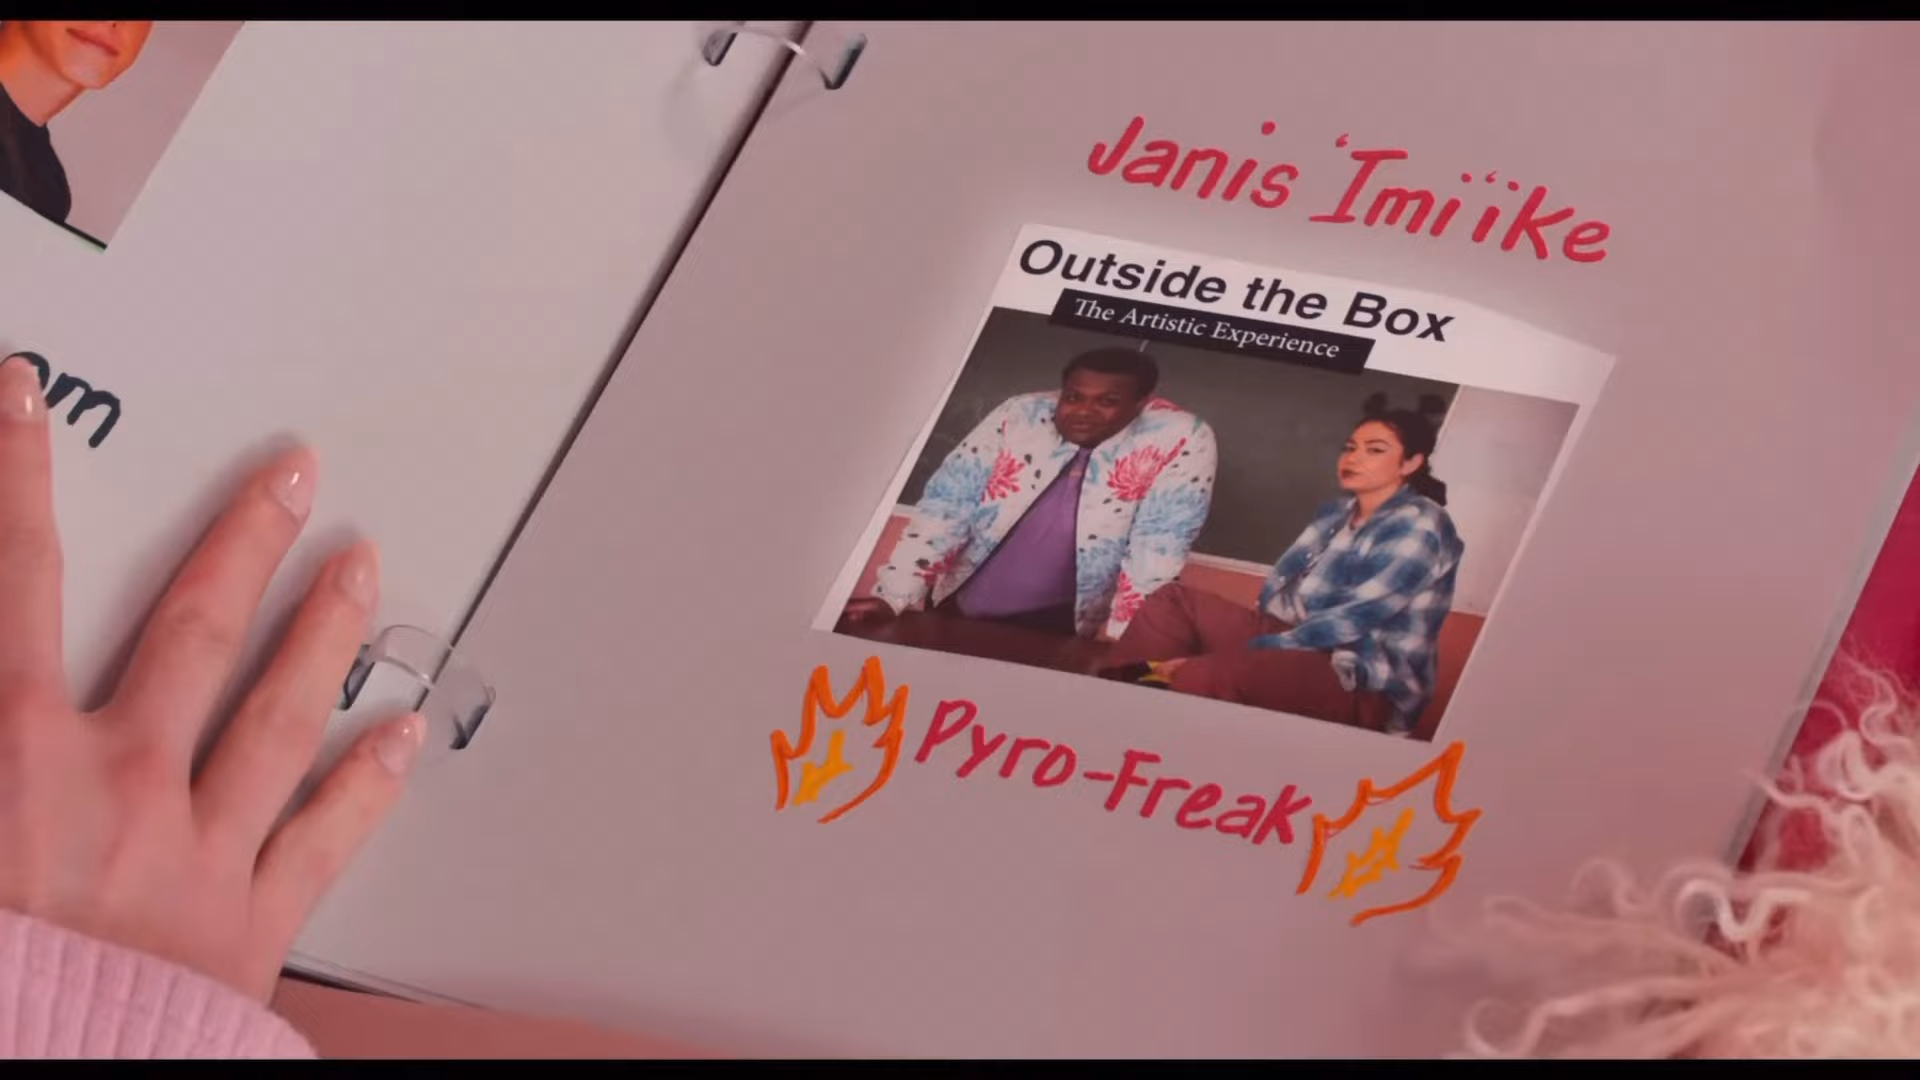 Janis 'Imi'ike
Outside the Box
The Artistic Experience
Pyro-Freak